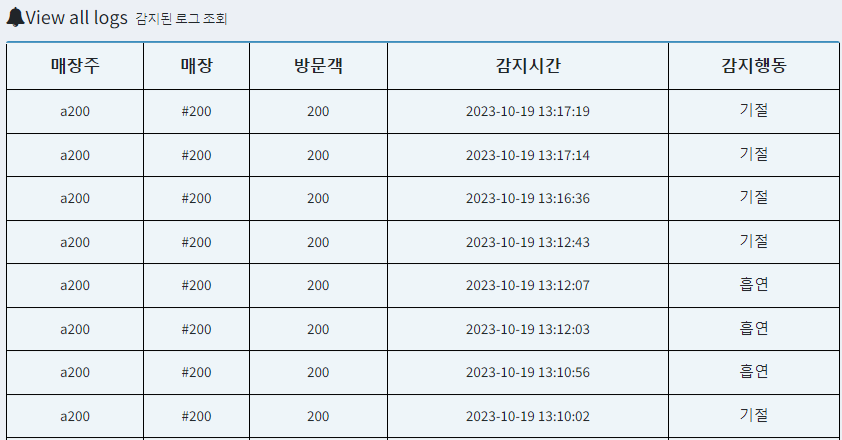 View all logs 감지된 로그 조회
매장주 매장 방문객 감지시간 감지행동
a200 #200 200 2023-10-19 13:17:19 기절
a200 #200 200 2023-10-19 13:17:14 기절
a200 #200 200 2023-10-19 13:16:36 기절
a200 #200 200 2023-10-19 13:12:43 기절
a200 #200 200 2023-10-19 13:12:07 흡연
a200 #200 200 2023-10-19 13:12:03 흡연
a200 #200 200 2023-10-19 13:10:56 흡연
a200 #200 200 2023-10-19 13:10:02 기절